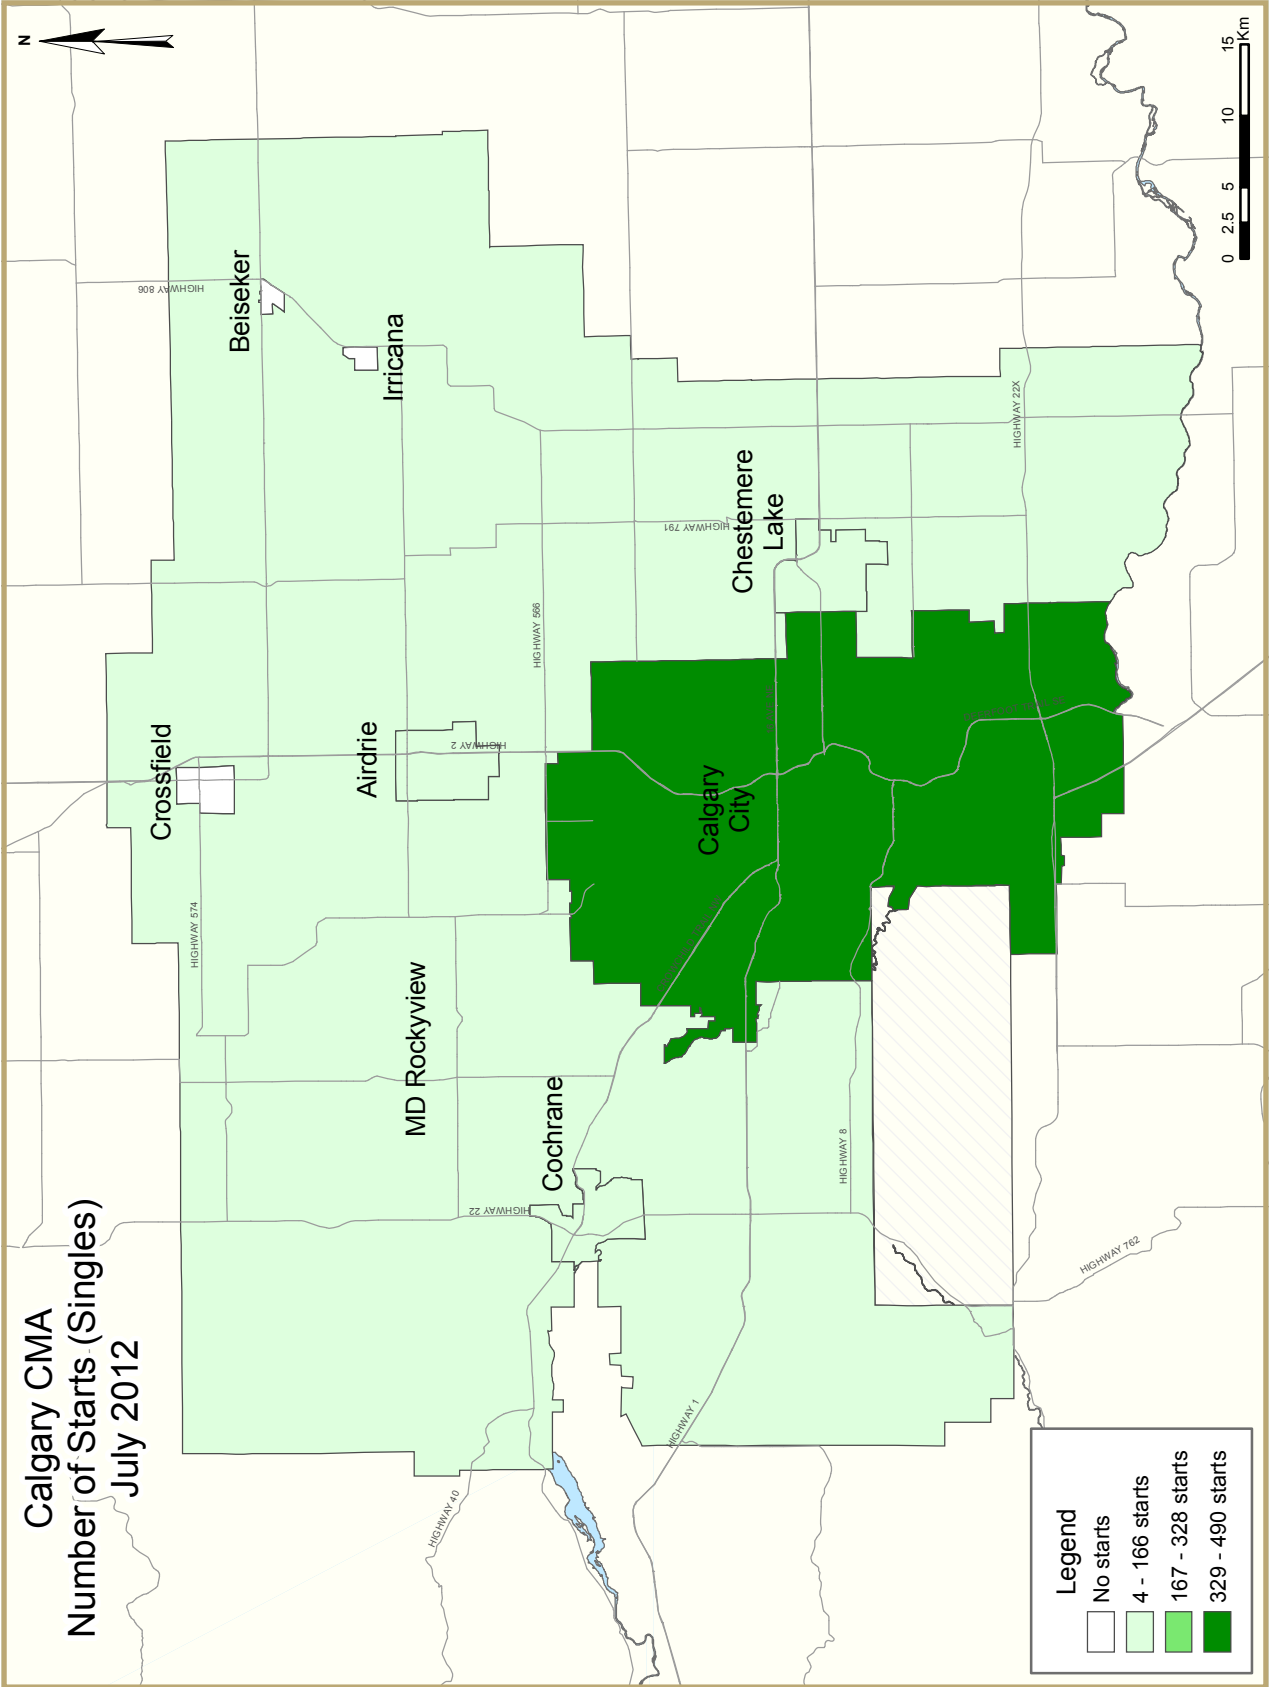 Calgary CMA
Number of Starts (Singles)
July 2012
N
Crossfield
Beiseker
Irricana
Airdrie
MD Rockyview
Cochrane
Calgary
City
Chestemere
Lake
HIGHWAY 574
HIGHWAY 806
HIGHWAY 2
HIGHWAY 566
HIGHWAY 791
HIGHWAY 22
HIGHWAY 40
HIGHWAY 1
HIGHWAY 8
HIGHWAY 22X
HIGHWAY 762
Legend
No starts
4 - 166 starts
167 - 328 starts
329 - 490 starts
0 2.5 5 10 15
Km